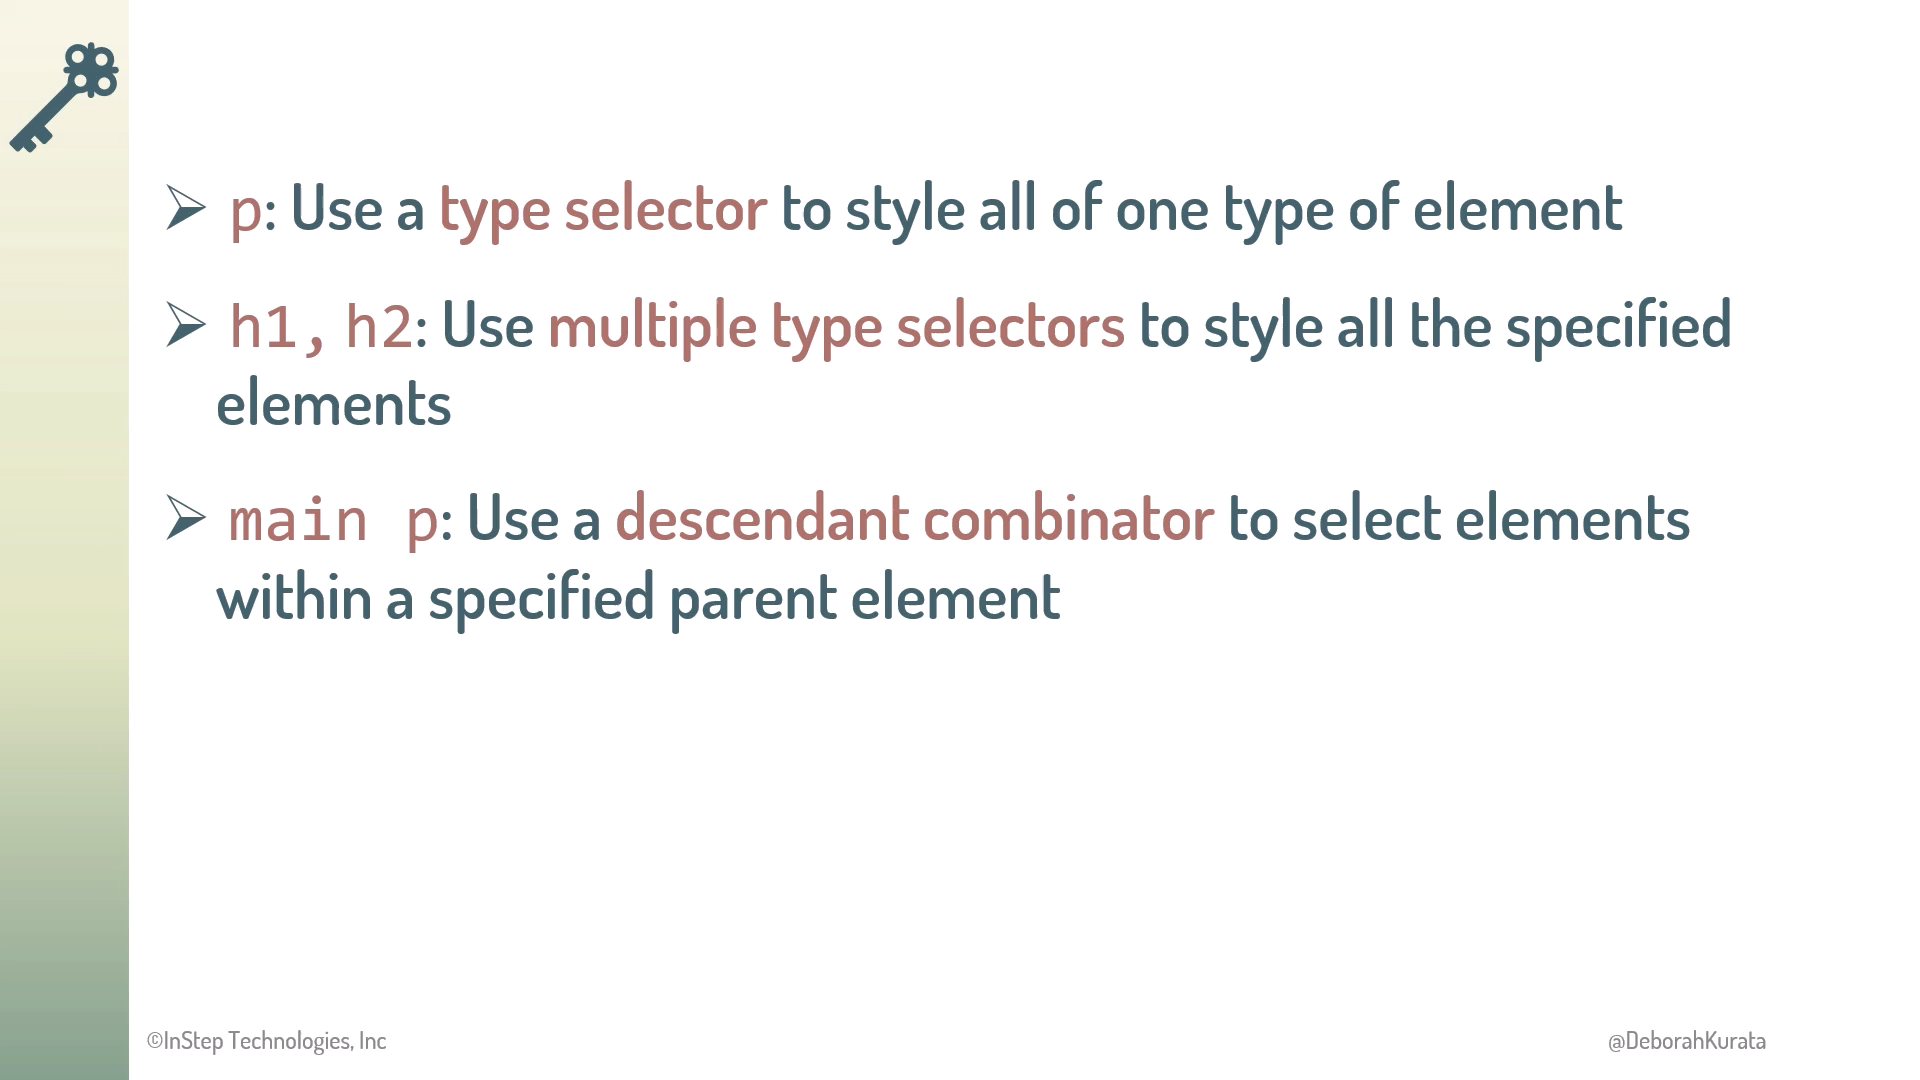 ➢ p: Use a type selector to style all of one type of element
➢ h1, h2: Use multiple type selectors to style all the specified
elements
➢ main p: Use a descendant combinator to select elements
within a specified parent element
©InStep Technologies, Inc
@DeborahKurata